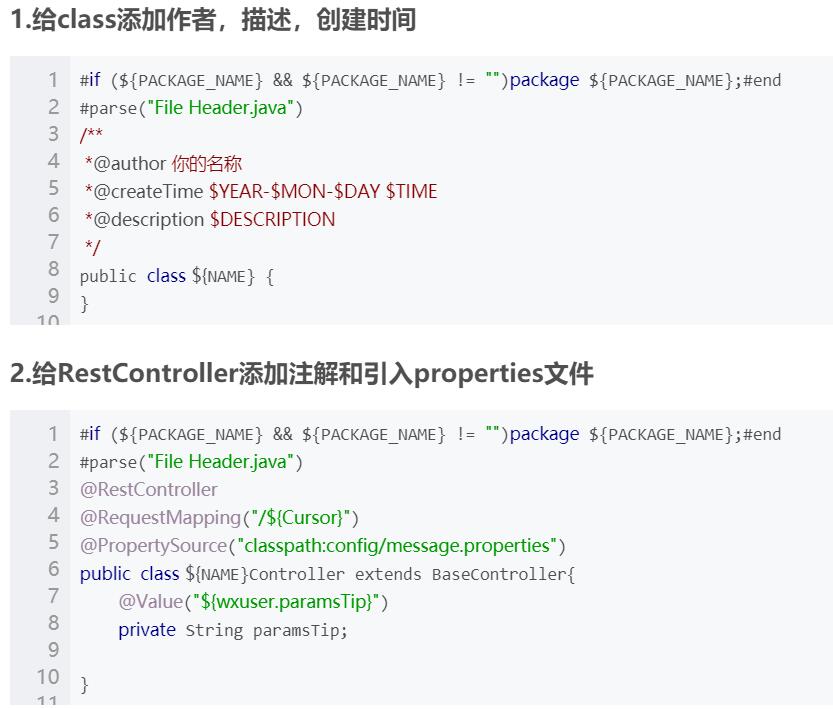 1.给class添加作者，描述，创建时间
1 #if (${PACKAGE_NAME} && ${PACKAGE_NAME} != "")package ${PACKAGE_NAME};#end
2 #parse("File Header.java")
3 /**
4 *@author 你的名称
5 *@createTime $YEAR-$MON-$DAY $TIME
6 *@description $DESCRIPTION
7 */
8 public class ${NAME} {
9 }
10
2.给RestController添加注解和引入properties文件
1 #if (${PACKAGE_NAME} && ${PACKAGE_NAME} != "")package ${PACKAGE_NAME};#end
2 #parse("File Header.java")
3 @RestController
4 @RequestMapping("/${Cursor}")
5 @PropertySource("classpath:config/message.properties")
6 public class ${NAME}Controller extends BaseController{
7 @Value("${wxuser.paramsTip}")
8 private String paramsTip;
9
10 }
11